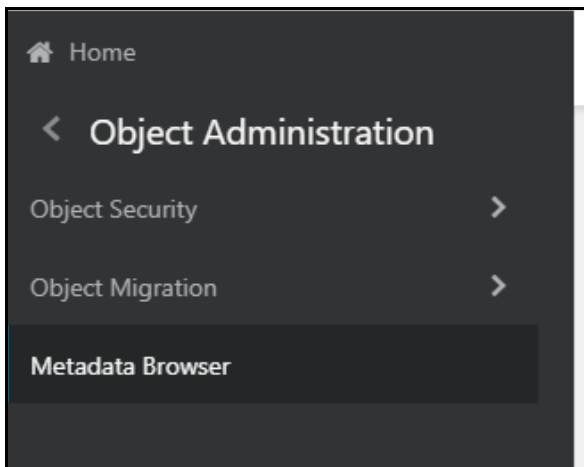 Home
Object Administration
Object Security
Object Migration
Metadata Browser